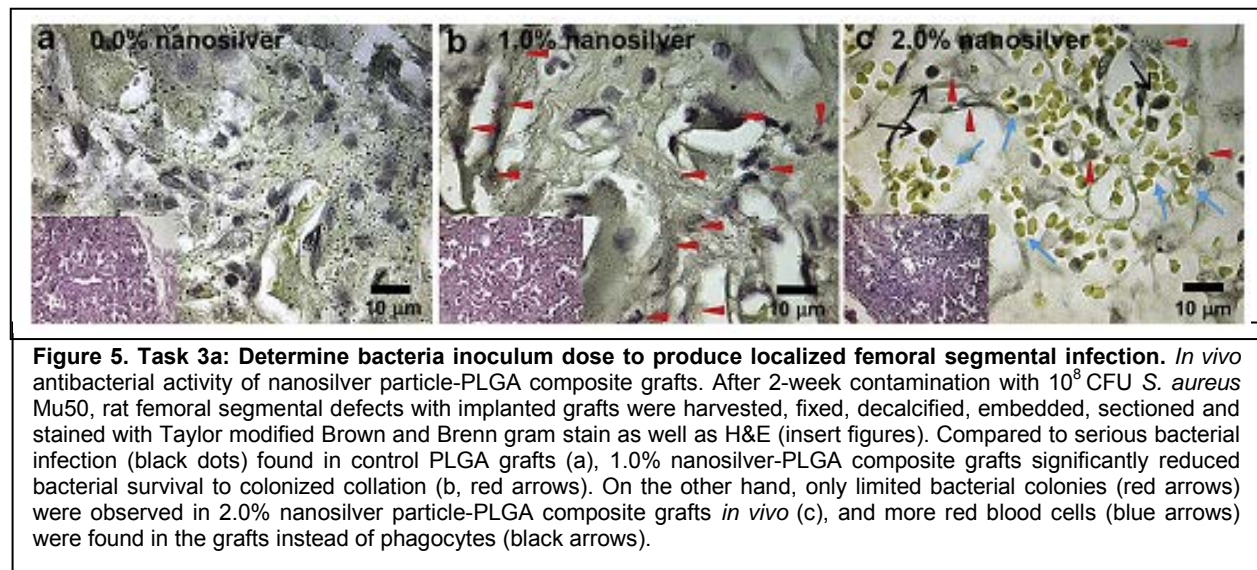 a 0.0% nanosilver
b 1.0% nanosilver
c 2.0% nanosilver
10 µm
10 µm
10 µm
Figure 5. Task 3a: Determine bacteria inoculum dose to produce localized femoral segmental infection. In vivo
antibacterial activity of nanosilver particle-PLGA composite grafts. After 2-week contamination with 10⁸ CFU S. aureus
Mu50, rat femoral segmental defects with implanted grafts were harvested, fixed, decalcified, embedded, sectioned and
stained with Taylor modified Brown and Brenn gram stain as well as H&E (insert figures). Compared to serious bacterial
infection (black dots) found in control PLGA grafts (a), 1.0% nanosilver-PLGA composite grafts significantly reduced
bacterial survival to colonized collation (b, red arrows). On the other hand, only limited bacterial colonies (red arrows)
were observed in 2.0% nanosilver particle-PLGA composite grafts in vivo (c), and more red blood cells (blue arrows)
were found in the grafts instead of phagocytes (black arrows).